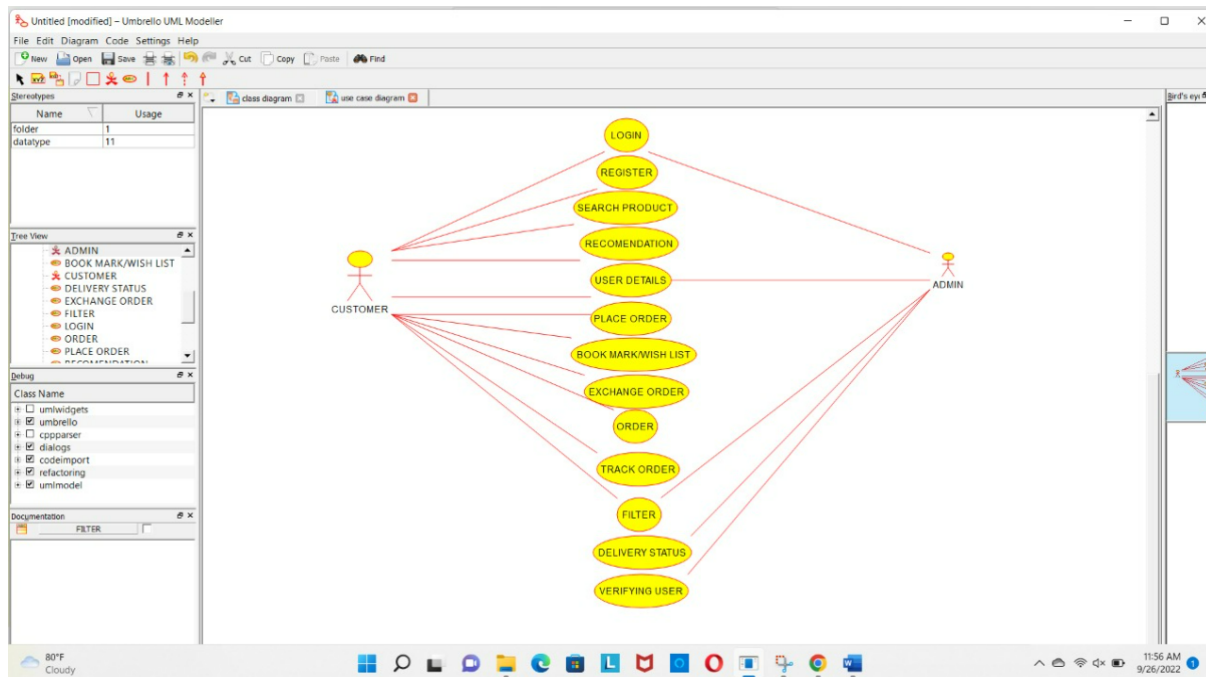 Untitled [modified] – Umbrello UML Modeller
File Edit Diagram Code Settings Help
New Open Save Cut Copy Paste Find
Stereotypes
Name Usage
folder 1
datatype 11
Tree View
ADMIN
BOOK MARK/WISH LIST
CUSTOMER
DELIVERY STATUS
EXCHANGE ORDER
FILTER
LOGIN
ORDER
PLACE ORDER
RECOMENDATION
Debug
Class Name
umlwidgets
umbrello
cppparser
dialogs
codeimport
refactoring
umlmodel
Documentation
FILTER
class diagram use case diagram
LOGIN
REGISTER
SEARCH PRODUCT
RECOMENDATION
USER DETAILS
PLACE ORDER
BOOK MARK/WISH LIST
EXCHANGE ORDER
ORDER
TRACK ORDER
FILTER
DELIVERY STATUS
VERIFYING USER
CUSTOMER
ADMIN
Bird's eye
80°F
Cloudy
11:56 AM
9/26/2022
1